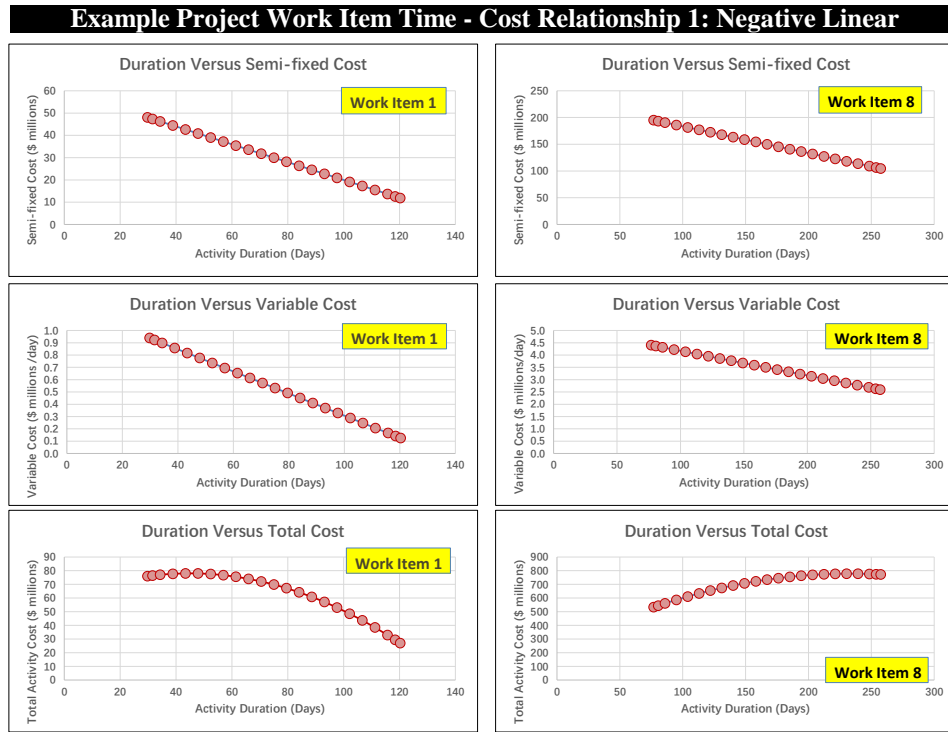 Example Project Work Item Time - Cost Relationship 1: Negative Linear
Duration Versus Semi-fixed Cost
Work Item 1
Semi-fixed Cost ($ millions)
60
50
40
30
20
10
0
0 20 40 60 80 100 120 140
Activity Duration (Days)
Duration Versus Semi-fixed Cost
Work Item 8
Semi-fixed Cost ($ millions)
250
200
150
100
50
0
0 50 100 150 200 250 300
Activity Duration (Days)
Duration Versus Variable Cost
Work Item 1
Variable Cost ($ millions /day)
1.0
0.9
0.8
0.7
0.6
0.5
0.4
0.3
0.2
0.1
0.0
0 20 40 60 80 100 120 140
Activity Duration (Days)
Duration Versus Variable Cost
Work Item 8
Variable Cost ($ millions/day)
5.0
4.5
4.0
3.5
3.0
2.5
2.0
1.5
1.0
0.5
0.0
0 50 100 150 200 250 300
Activity Duration (Days)
Duration Versus Total Cost
Work Item 1
Total Activity Cost ($ millions)
90
80
70
60
50
40
30
20
10
0
0 20 40 60 80 100 120 140
Activity Duration (Days)
Duration Versus Total Cost
Work Item 8
Total Activity Cost ($ millions)
900
800
700
600
500
400
300
200
100
0
0 50 100 150 200 250 300
Activity Duration (Days)